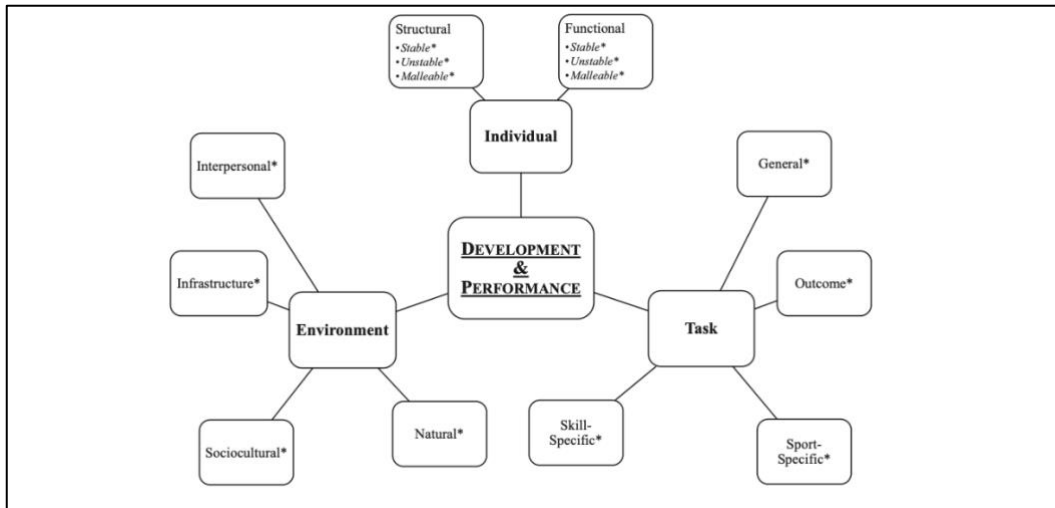 Structural
• Stable*
• Unstable*
• Malleable*
Functional
• Stable*
• Unstable*
• Malleable*
Individual
Interpersonal*
General*
DEVELOPMENT
&
PERFORMANCE
Infrastructure*
Outcome*
Environment
Task
Sociocultural*
Natural*
Skill-
Specific*
Sport-
Specific*